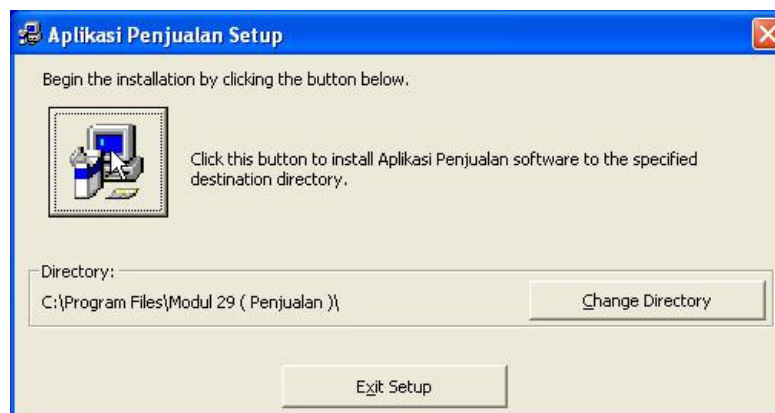 Aplikasi Penjualan Setup
Begin the installation by clicking the button below.
Click this button to install Aplikasi Penjualan software to the specified
destination directory.
Directory:
C:\Program Files\Modul 29 ( Penjualan )\
Change Directory
Exit Setup